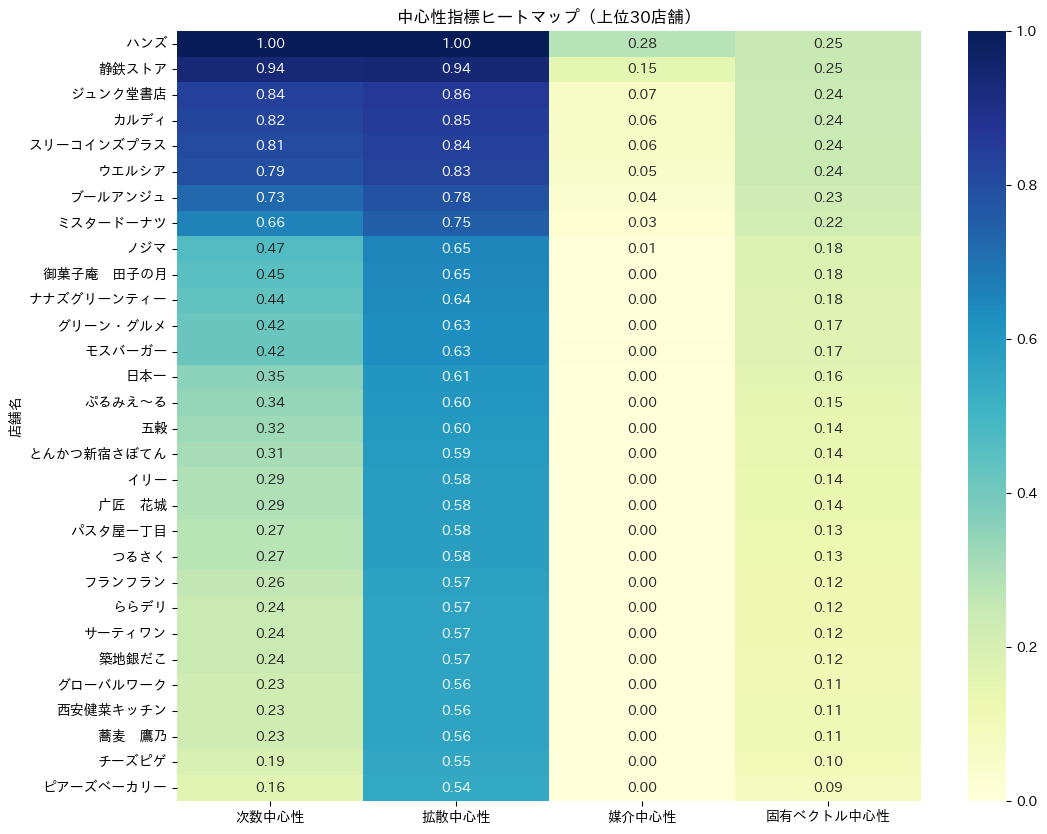 中心性指標ヒートマップ（上位30店舗）
店舗名
ハンズ 1.00 1.00 0.28 0.25
静鉄ストア 0.94 0.94 0.15 0.25
ジュンク堂書店 0.84 0.86 0.07 0.24
カルディ 0.82 0.85 0.06 0.24
スリーコインズプラス 0.81 0.84 0.06 0.24
ウエルシア 0.79 0.83 0.05 0.24
ブールアンジュ 0.73 0.78 0.04 0.23
ミスタードーナツ 0.66 0.75 0.03 0.22
ノジマ 0.47 0.65 0.01 0.18
御菓子庵　田子の月 0.45 0.65 0.00 0.18
ナナズグリーンティー 0.44 0.64 0.00 0.18
グリーン・グルメ 0.42 0.63 0.00 0.17
モスバーガー 0.42 0.63 0.00 0.17
日本一 0.35 0.61 0.00 0.16
ぷるみえ～る 0.34 0.60 0.00 0.15
五穀 0.32 0.60 0.00 0.14
とんかつ新宿さぼてん 0.31 0.59 0.00 0.14
イリー 0.29 0.58 0.00 0.14
广匠　花城 0.29 0.58 0.00 0.14
パスタ屋一丁目 0.27 0.58 0.00 0.13
つるさく 0.27 0.58 0.00 0.13
フランフラン 0.26 0.57 0.00 0.12
ららデリ 0.24 0.57 0.00 0.12
サーティワン 0.24 0.57 0.00 0.12
築地銀だこ 0.24 0.57 0.00 0.12
グローバルワーク 0.23 0.56 0.00 0.11
西安健菜キッチン 0.23 0.56 0.00 0.11
蕎麦　鷹乃 0.23 0.56 0.00 0.11
チーズピゲ 0.19 0.55 0.00 0.10
ピアーズベーカリー 0.16 0.54 0.00 0.09
次数中心性 拡散中心性 媒介中心性 固有ベクトル中心性
1.0
0.8
0.6
0.4
0.2
0.0